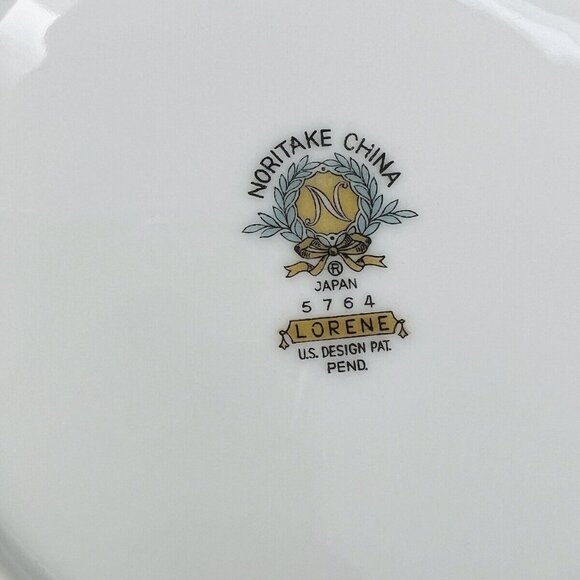 NORITAKE CHINA
N
®
JAPAN
5764
LORENE
U.S. DESIGN PAT.
PEND.